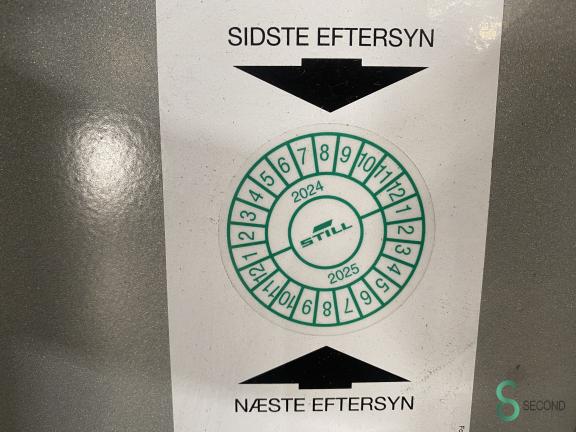 SIDSTE EFTERSYN
1 2 3 4 5 6 7 8 9 10 11 12
2024
STILL
2025
1 2 3 4 5 6 7 8 9 10 11 12
NÆSTE EFTERSYN
SECOND